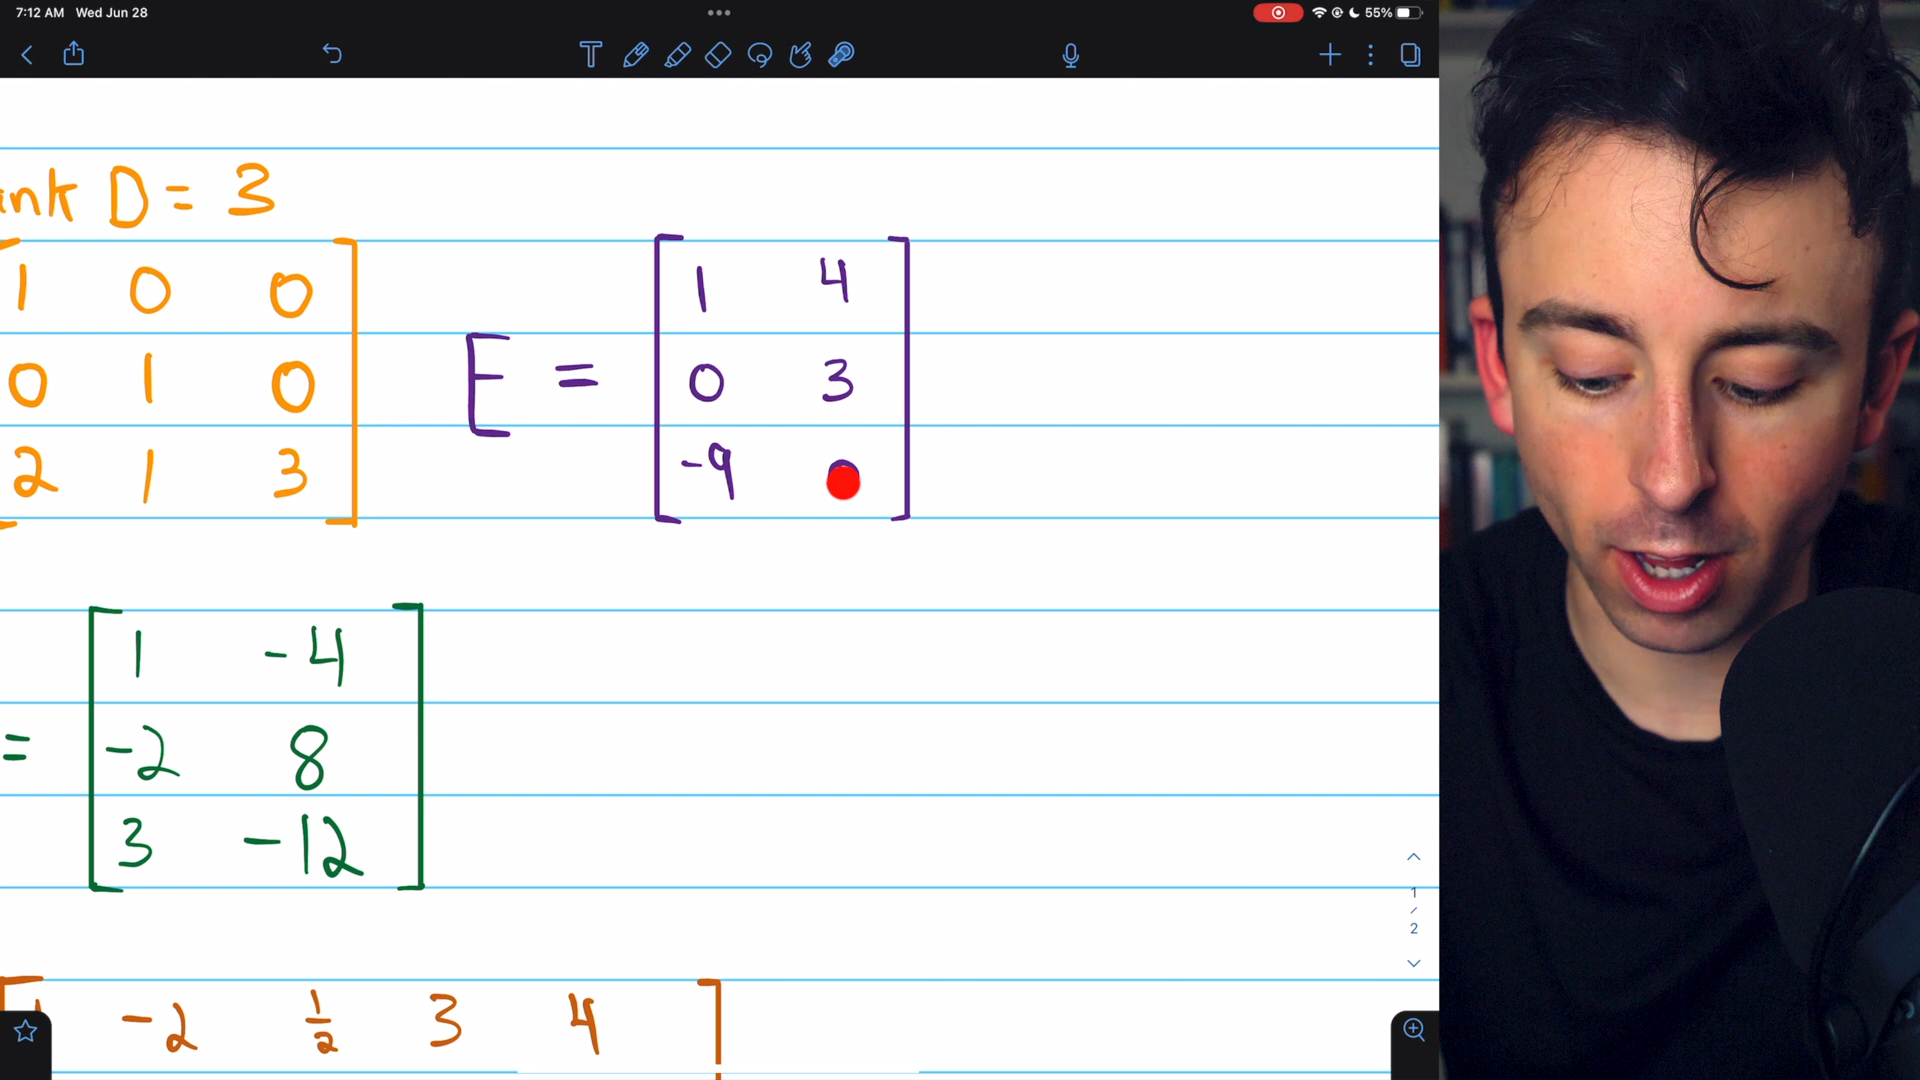 7:12 AM Wed Jun 28
55%
ank D = 3
1 0 0
0 1 0
2 1 3
E =
1 4
0 3
-9
=
1 -4
-2 8
3 -12
-2 1/2 3 4
1
/
2